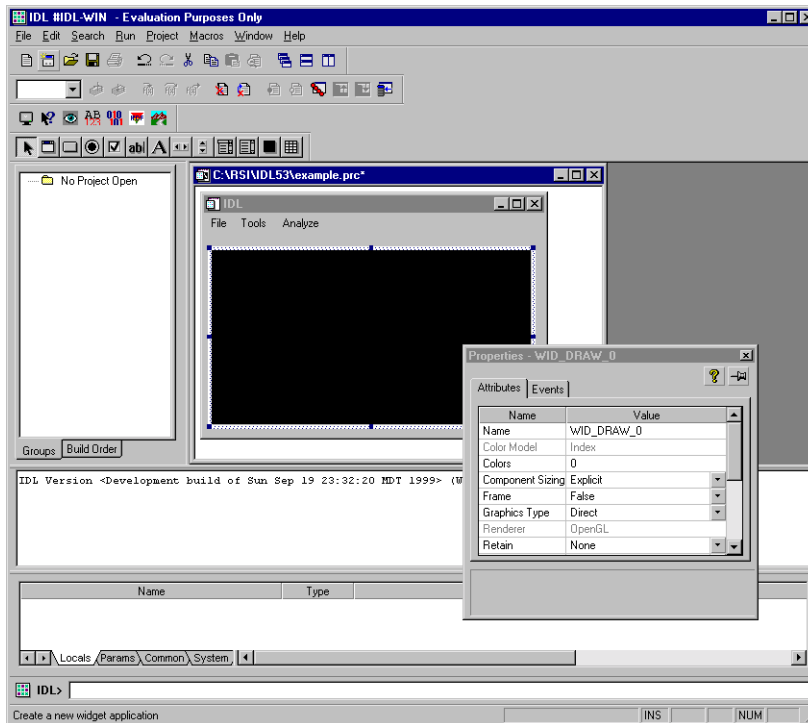 IDL #IDL-WIN - Evaluation Purposes Only
File Edit Search Run Project Macros Window Help
No Project Open
C:\RSI\IDL53\example.prc*
IDL
File Tools Analyze
Properties - WID_DRAW_0
Attributes Events
Name Value
Name WID_DRAW_0
Color Model Index
Colors 0
Component Sizing Explicit
Frame False
Graphics Type Direct
Renderer OpenGL
Retain None
Groups Build Order
IDL Version <Development build of Sun Sep 19 23:32:20 MDT 1999> (W
Name Type
Locals Params Common System
IDL>
Create a new widget application INS NUM